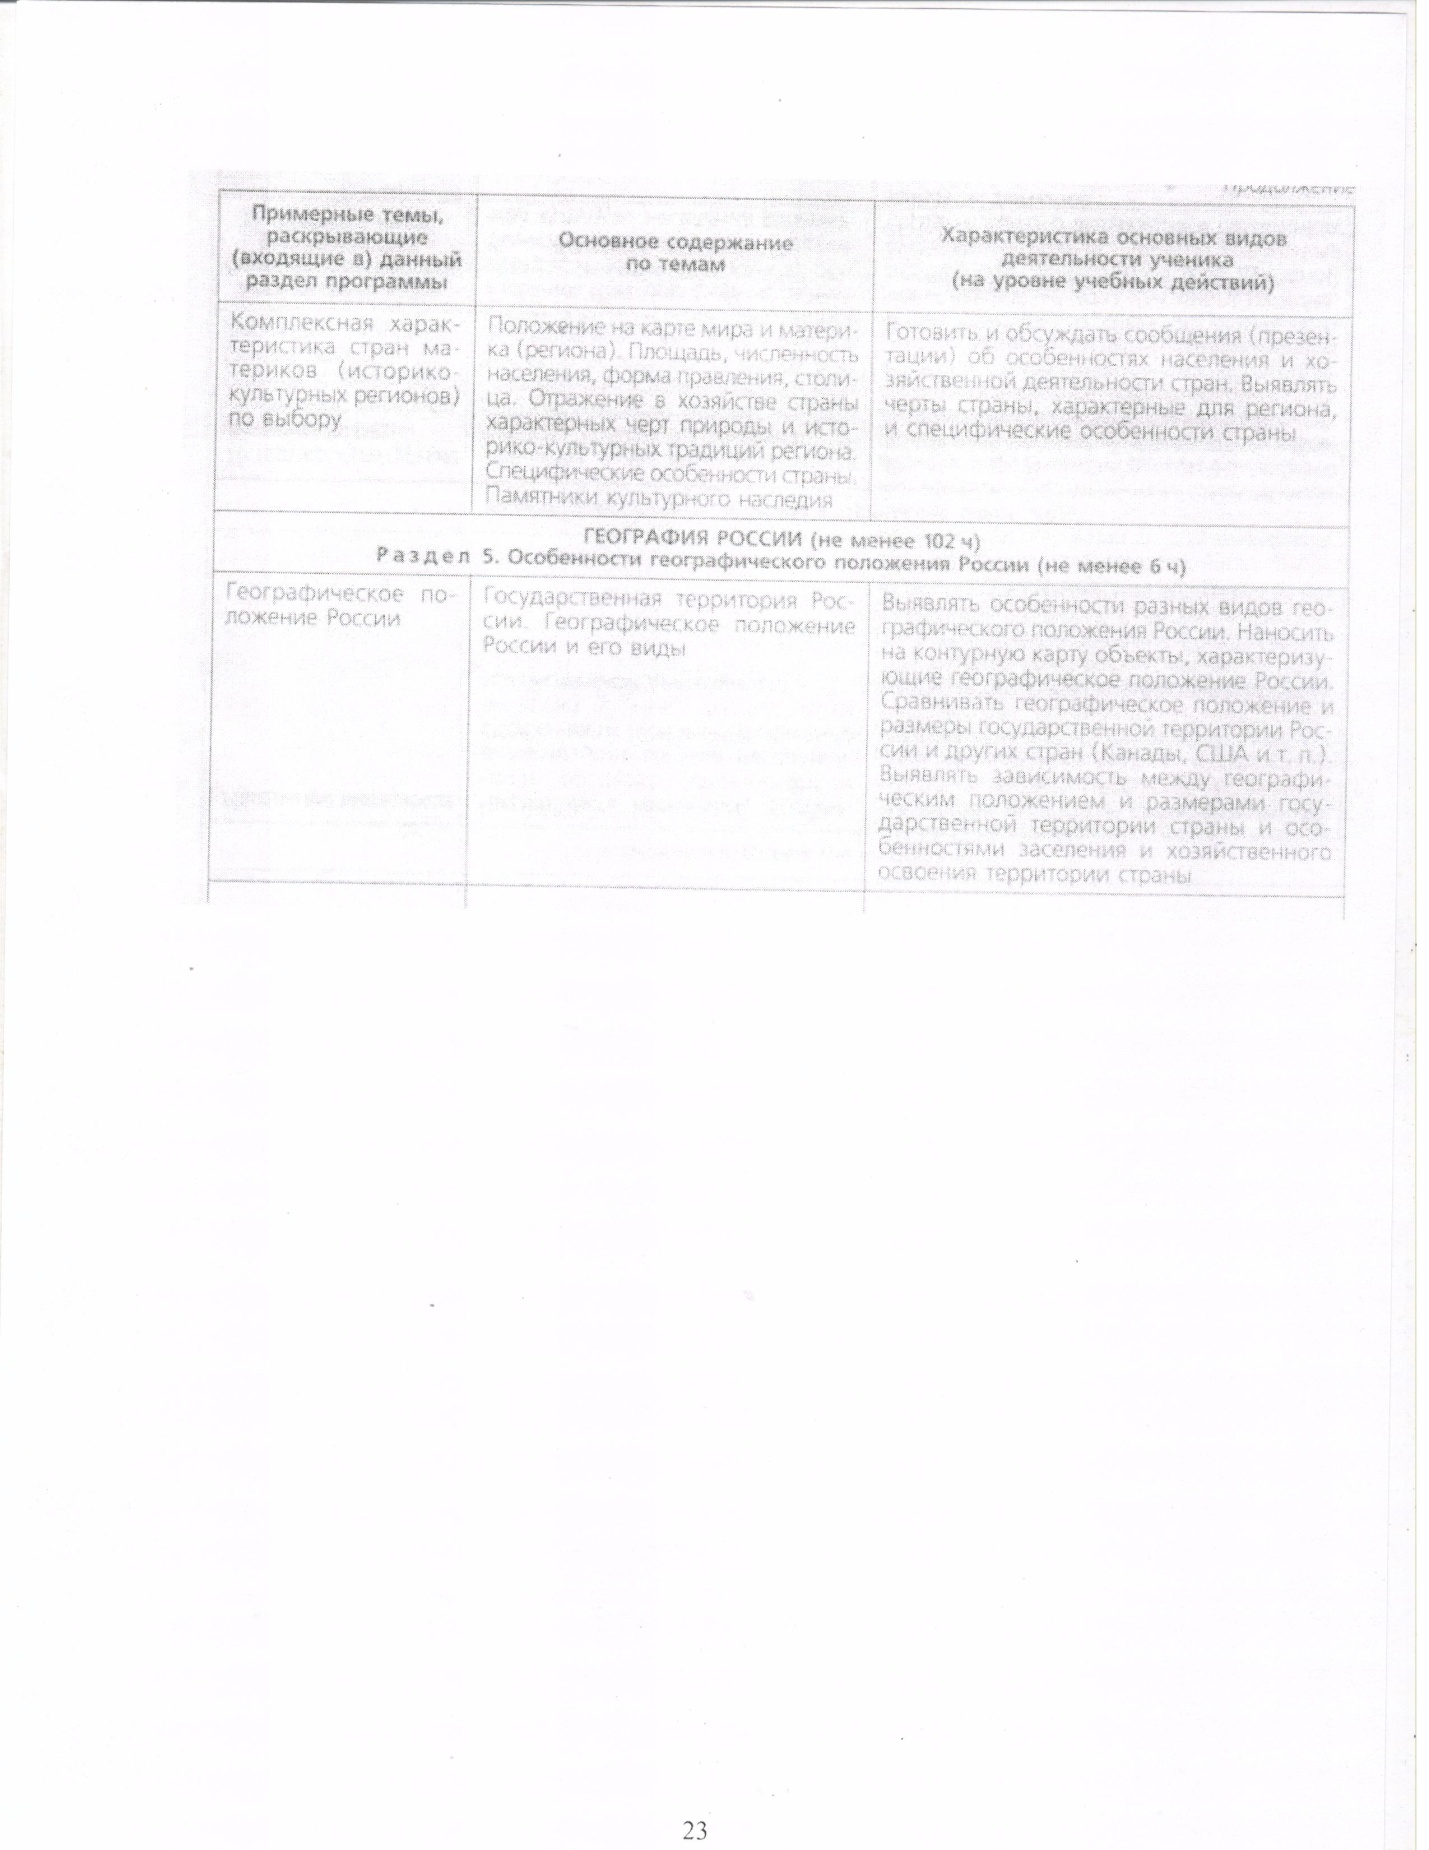 Продолжение
Примерные темы,
раскрывающие
(входящие в) данный
раздел программы
Основное содержание
по темам
Характеристика основных видов
деятельности ученика
(на уровне учебных действий)
Комплексная харак-
теристика стран ма-
териков (историко-
культурных регионов)
по выбору
Положение на карте мира и матери-
ка (региона). Площадь, численность
населения, форма правления, столи-
ца. Отражение в хозяйстве страны
характерных черт природы и исто-
рико-культурных традиций региона.
Специфические особенности страны.
Памятники культурного наследия
Готовить и обсуждать сообщения (презен-
тации) об особенностях населения и хо-
зяйственной деятельности стран. Выявлять
черты страны, характерные для региона,
и специфические особенности страны
ГЕОГРАФИЯ РОССИИ (не менее 102 ч)
Раздел 5. Особенности географического положения России (не менее 6 ч)
Географическое по-
ложение России
Государственная территория Рос-
сии. Географическое положение
России и его виды
Выявлять особенности разных видов гео-
графического положения России. Наносить
на контурную карту объекты, характеризу-
ющие географическое положение России.
Сравнивать географическое положение и
размеры государственной территории Рос-
сии и других стран (Канады, США и т. п.).
Выявлять зависимость между географи-
ческим положением и размерами госу-
дарственной территории страны и осо-
бенностями заселения и хозяйственного
освоения территории страны
23